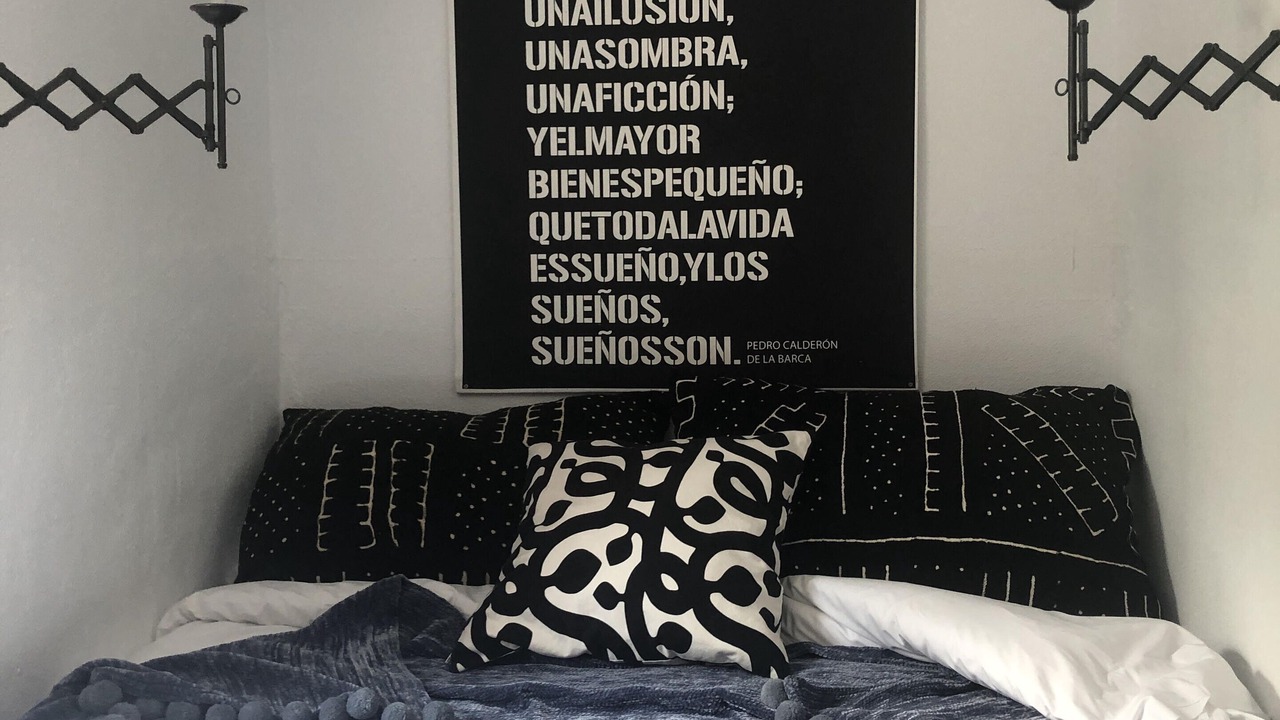 UNAILUSIÓN,
UNASOMBRA,
UNAFICCIÓN;
YELMAYOR
BIENESPEQUEÑO;
QUETODALAVIDA
ESSUEÑO,YLOS
SUEÑOS,
SUEÑOSSON.
PEDRO CALDERÓN
DE LA BARCA